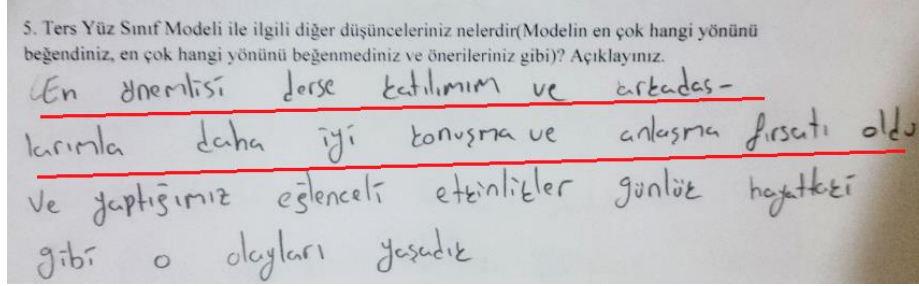 5. Ters Yüz Sınıf Modeli ile ilgili diğer düşünceleriniz nelerdir(Modelin en çok hangi yönünü
beğendiniz, en çok hangi yönünü beğenmediniz ve önerileriniz gibi)? Açıklayınız.
En önemlisi derse katılımım ve arkadaş-
larımla daha iyi konuşma ve anlaşma fırsatı oldu
ve yaptığımız eğlenceli etkinlikler günlük hayattaki
gibi o olayları yaşadık